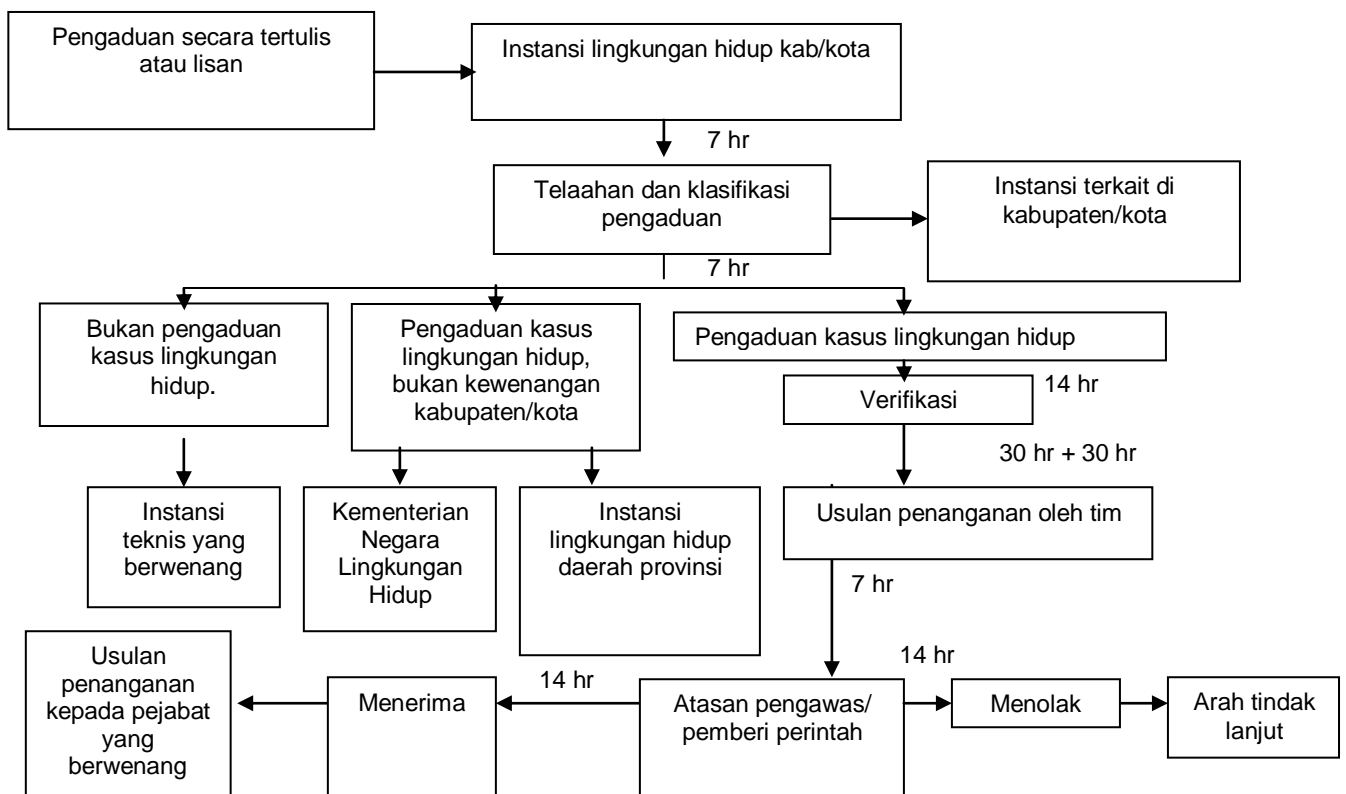 Pengaduan secara tertulis
atau lisan
Instansi lingkungan hidup kab/kota
7 hr
Telaahan dan klasifikasi
pengaduan
Instansi terkait di
kabupaten/kota
7 hr
Bukan pengaduan
kasus lingkungan
hidup.
Pengaduan kasus
lingkungan hidup,
bukan kewenangan
kabupaten/kota
Pengaduan kasus lingkungan hidup
14 hr
Verifikasi
30 hr + 30 hr
Instansi
teknis yang
berwenang
Kementerian
Negara
Lingkungan
Hidup
Instansi
lingkungan hidup
daerah provinsi
Usulan penanganan oleh tim
7 hr
Usulan
penanganan
kepada pejabat
yang
berwenang
Menerima
14 hr
Atasan pengawas/
pemberi perintah
14 hr
Menolak
Arah tindak
lanjut